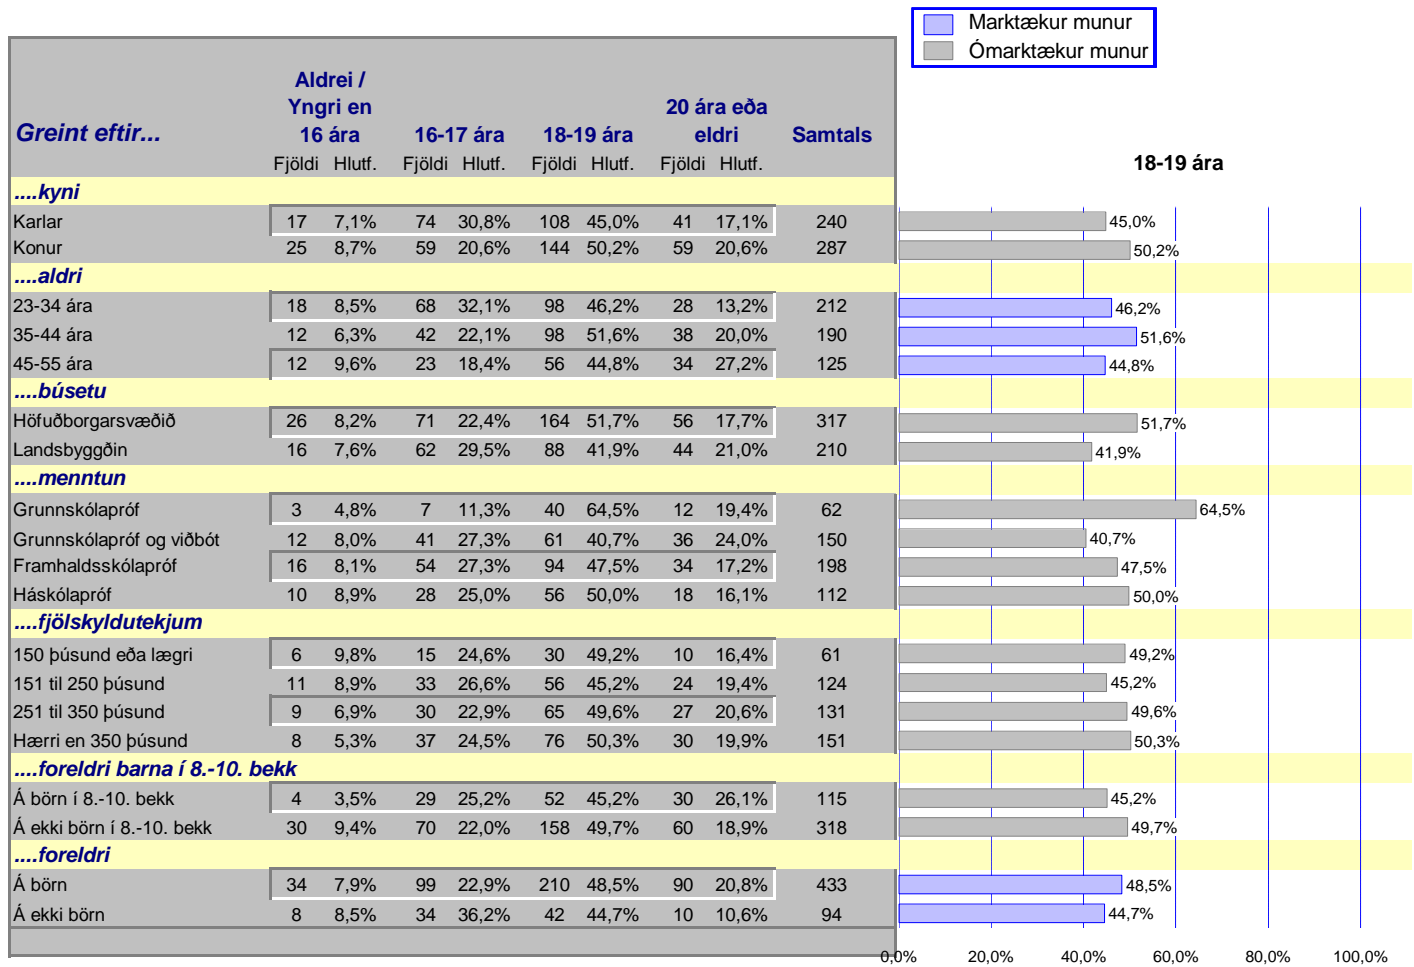 Marktækur munur
Ómarktækur munur
Aldrei /
Yngri en 20 ára eða
Greint eftir... 16 ára 16-17 ára 18-19 ára eldri Samtals
Fjöldi Hlutf. Fjöldi Hlutf. Fjöldi Hlutf. Fjöldi Hlutf.
18-19 ára
....kyni
Karlar 17 7,1% 74 30,8% 108 45,0% 41 17,1% 240 45,0%
Konur 25 8,7% 59 20,6% 144 50,2% 59 20,6% 287 50,2%
....aldri
23-34 ára 18 8,5% 68 32,1% 98 46,2% 28 13,2% 212 46,2%
35-44 ára 12 6,3% 42 22,1% 98 51,6% 38 20,0% 190 51,6%
45-55 ára 12 9,6% 23 18,4% 56 44,8% 34 27,2% 125 44,8%
....búsetu
Höfuðborgarsvæðið 26 8,2% 71 22,4% 164 51,7% 56 17,7% 317 51,7%
Landsbyggðin 16 7,6% 62 29,5% 88 41,9% 44 21,0% 210 41,9%
....menntun
Grunnskólapróf 3 4,8% 7 11,3% 40 64,5% 12 19,4% 62 64,5%
Grunnskólapróf og viðbót 12 8,0% 41 27,3% 61 40,7% 36 24,0% 150 40,7%
Framhaldsskólapróf 16 8,1% 54 27,3% 94 47,5% 34 17,2% 198 47,5%
Háskólapróf 10 8,9% 28 25,0% 56 50,0% 18 16,1% 112 50,0%
....fjölskyldutekjum
150 þúsund eða lægri 6 9,8% 15 24,6% 30 49,2% 10 16,4% 61 49,2%
151 til 250 þúsund 11 8,9% 33 26,6% 56 45,2% 24 19,4% 124 45,2%
251 til 350 þúsund 9 6,9% 30 22,9% 65 49,6% 27 20,6% 131 49,6%
Hærri en 350 þúsund 8 5,3% 37 24,5% 76 50,3% 30 19,9% 151 50,3%
....foreldri barna í 8.-10. bekk
Á börn í 8.-10. bekk 4 3,5% 29 25,2% 52 45,2% 30 26,1% 115 45,2%
Á ekki börn í 8.-10. bekk 30 9,4% 70 22,0% 158 49,7% 60 18,9% 318 49,7%
....foreldri
Á börn 34 7,9% 99 22,9% 210 48,5% 90 20,8% 433 48,5%
Á ekki börn 8 8,5% 34 36,2% 42 44,7% 10 10,6% 94 44,7%
0,0% 20,0% 40,0% 60,0% 80,0% 100,0%